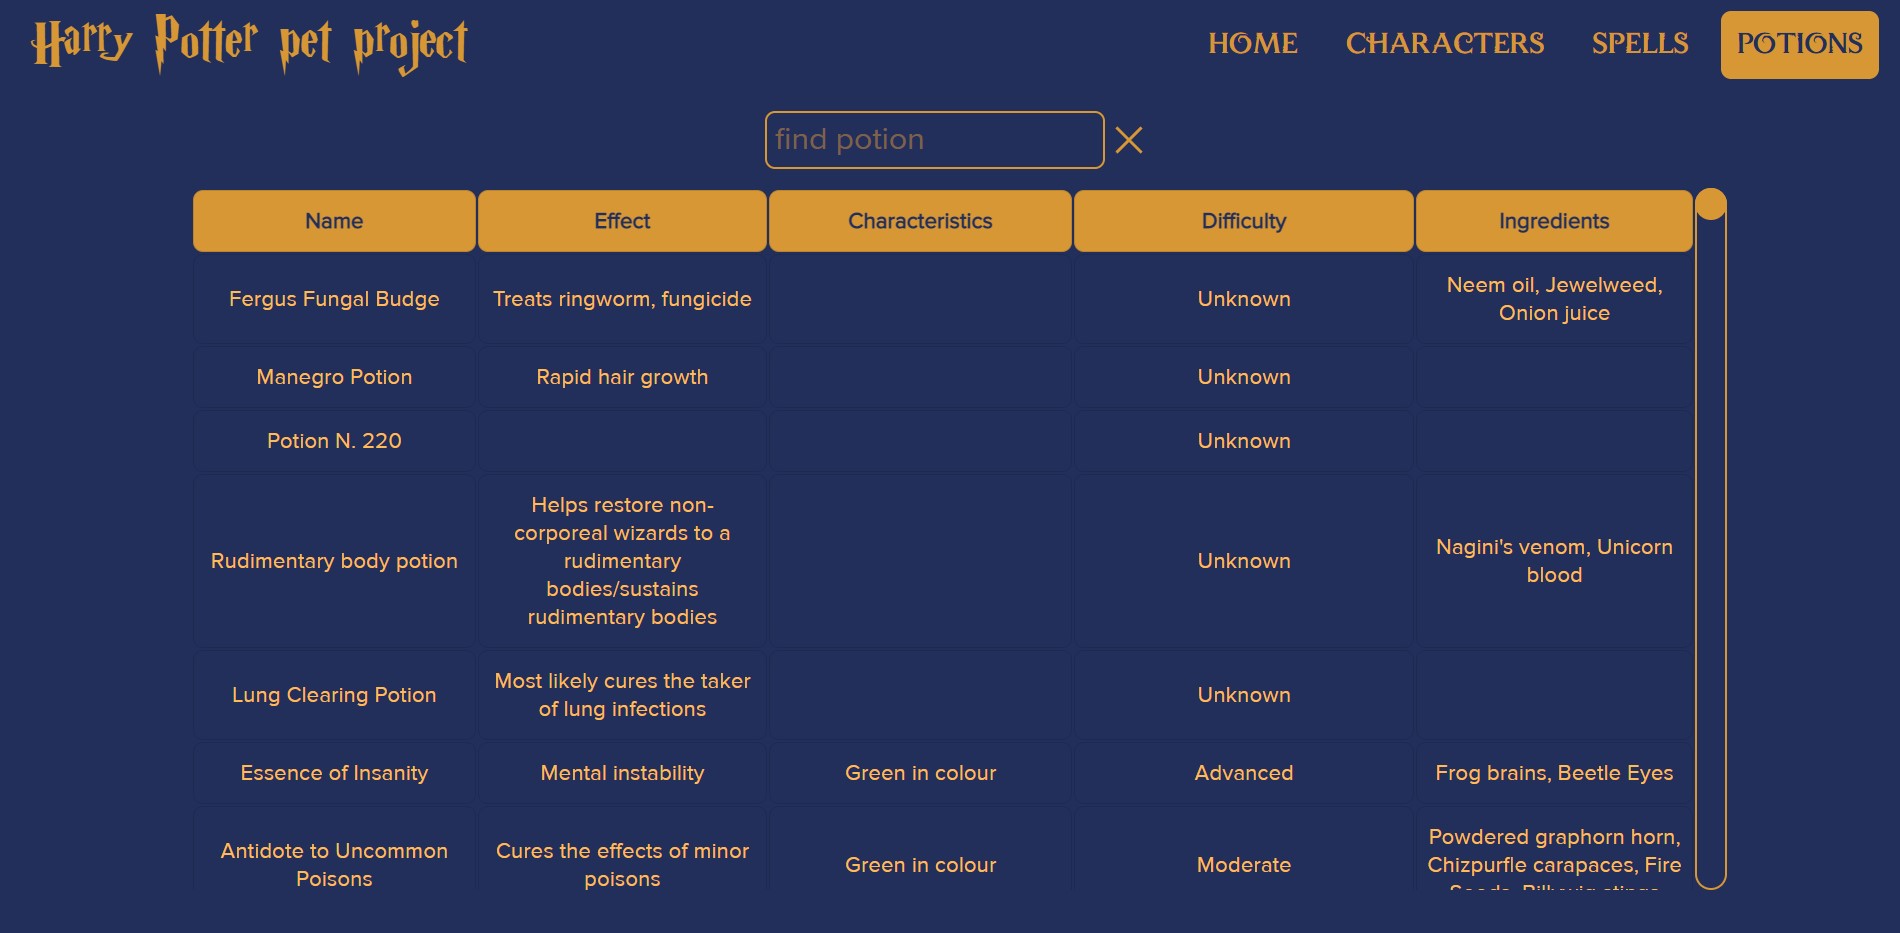 Harry Potter pet project
HOME CHARACTERS SPELLS POTIONS
find potion
Name Effect Characteristics Difficulty Ingredients
Fergus Fungal Budge Treats ringworm, fungicide Unknown Neem oil, Jewelweed,
Onion juice
Manegro Potion Rapid hair growth Unknown
Potion N. 220 Unknown
Rudimentary body potion
Helps restore non-
corporeal wizards to a
rudimentary
bodies/sustains
rudimentary bodies
Unknown
Nagini's venom, Unicorn
blood
Lung Clearing Potion
Most likely cures the taker
of lung infections
Unknown
Essence of Insanity Mental instability Green in colour Advanced Frog brains, Beetle Eyes
Antidote to Uncommon
Poisons
Cures the effects of minor
poisons
Green in colour
Moderate
Powdered graphorn horn,
Chizpurfle carapaces, Fire